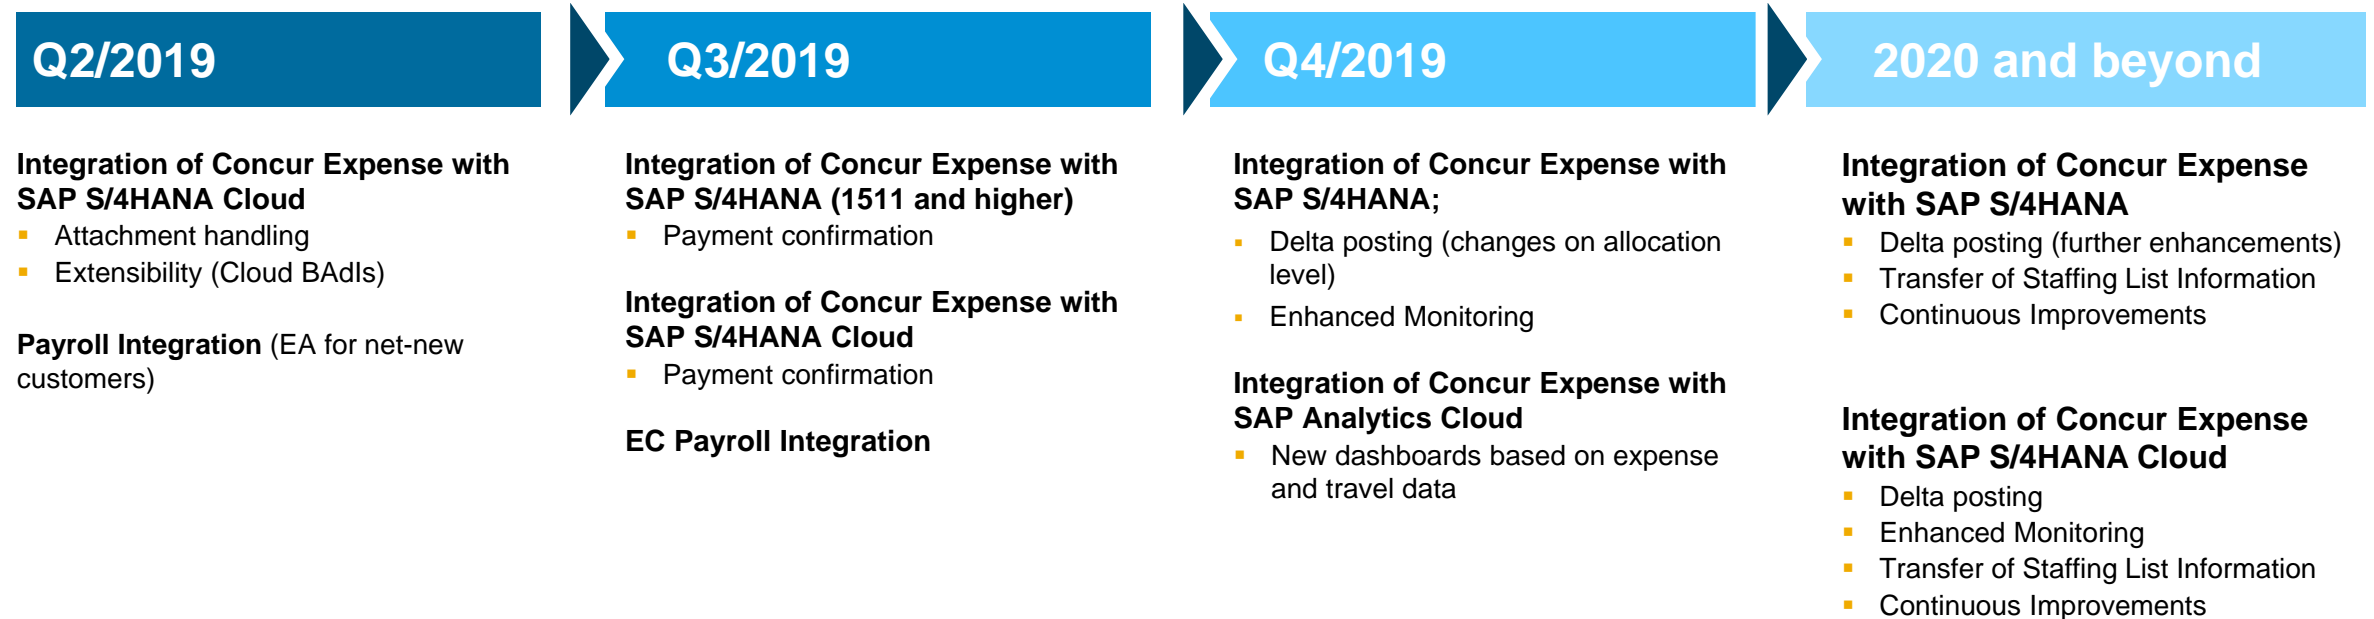 Q2/2019
Integration of Concur Expense with
SAP S/4HANA Cloud
▪ Attachment handling
▪ Extensibility (Cloud BAdIs)
Payroll Integration (EA for net-new
customers)
Q3/2019
Integration of Concur Expense with
SAP S/4HANA (1511 and higher)
▪ Payment confirmation
Integration of Concur Expense with
SAP S/4HANA Cloud
▪ Payment confirmation
EC Payroll Integration
Q4/2019
Integration of Concur Expense with
SAP S/4HANA;
▪ Delta posting (changes on allocation
level)
▪ Enhanced Monitoring
Integration of Concur Expense with
SAP Analytics Cloud
▪ New dashboards based on expense
and travel data
2020 and beyond
Integration of Concur Expense
with SAP S/4HANA
▪ Delta posting (further enhancements)
▪ Transfer of Staffing List Information
▪ Continuous Improvements
Integration of Concur Expense
with SAP S/4HANA Cloud
▪ Delta posting
▪ Enhanced Monitoring
▪ Transfer of Staffing List Information
▪ Continuous Improvements